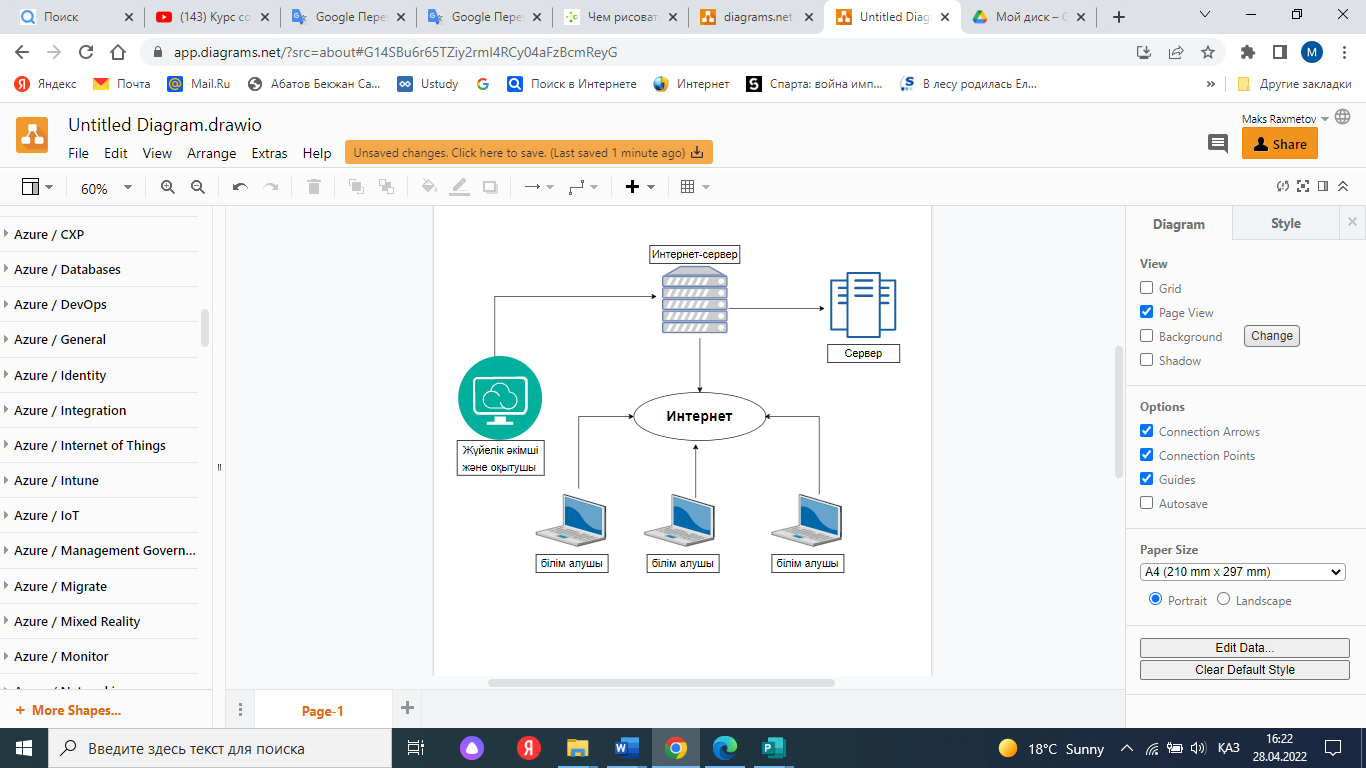 Поиск
(143) Курс со
Google Пере
Google Пере
Чем рисоват
diagrams.net
Untitled Diag
Мой диск – G
app.diagrams.net/?src=about#G14SBu6r65TZiy2rml4RCy04aFzBcmReyG
М
Яндекс
Почта
Mail.Ru
Абатов Бекжан Са...
Ustudy
Поиск в Интернете
Интернет
Спарта: война имп...
В лесу родилась Ел...
»
Другие закладки
Untitled Diagram.drawio
Maks Raxmetov
File Edit View Arrange Extras Help
Unsaved changes. Click here to save. (Last saved 1 minute ago)
Share
60%
Azure / CXP
Azure / Databases
Azure / DevOps
Azure / General
Azure / Identity
Azure / Integration
Azure / Internet of Things
Azure / Intune
Azure / IoT
Azure / Management Govern...
Azure / Migrate
Azure / Mixed Reality
Azure / Monitor
+ More Shapes...
Интернет-сервер
Сервер
Жүйелік әкімші
және оқытушы
Интернет
білім алушы
білім алушы
білім алушы
Page-1
Diagram
Style
View
Grid
Page View
Background
Change
Shadow
Options
Connection Arrows
Connection Points
Guides
Autosave
Paper Size
A4 (210 mm x 297 mm)
Portrait
Landscape
Edit Data...
Clear Default Style
Введите здесь текст для поиска
18°C Sunny
ҚАЗ
16:22
28.04.2022